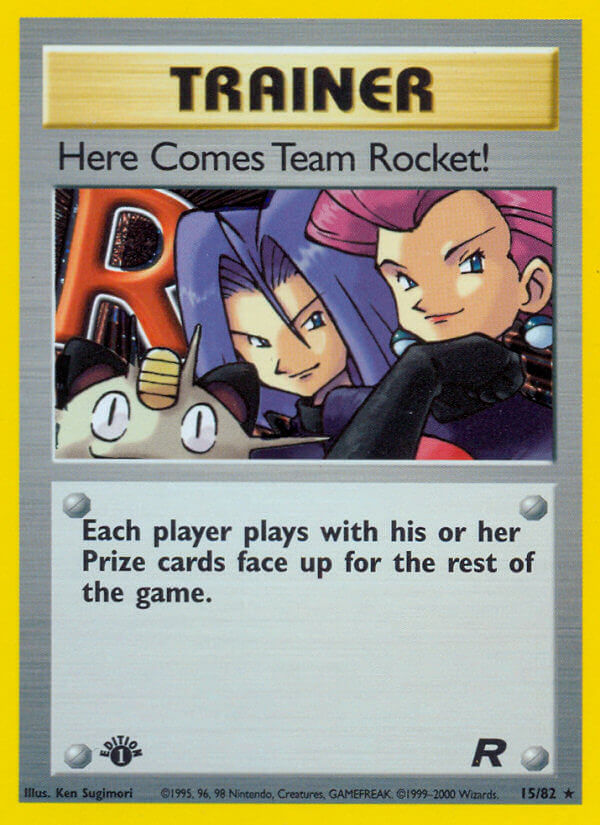 TRAINER
Here Comes Team Rocket!
R
Each player plays with his or her
Prize cards face up for the rest of
the game.
EDITION
1
R
Illus. Ken Sugimori ©1995, 96, 98 Nintendo, Creatures, GAMEFREAK. ©1999-2000 Wizards. 15/82 ★